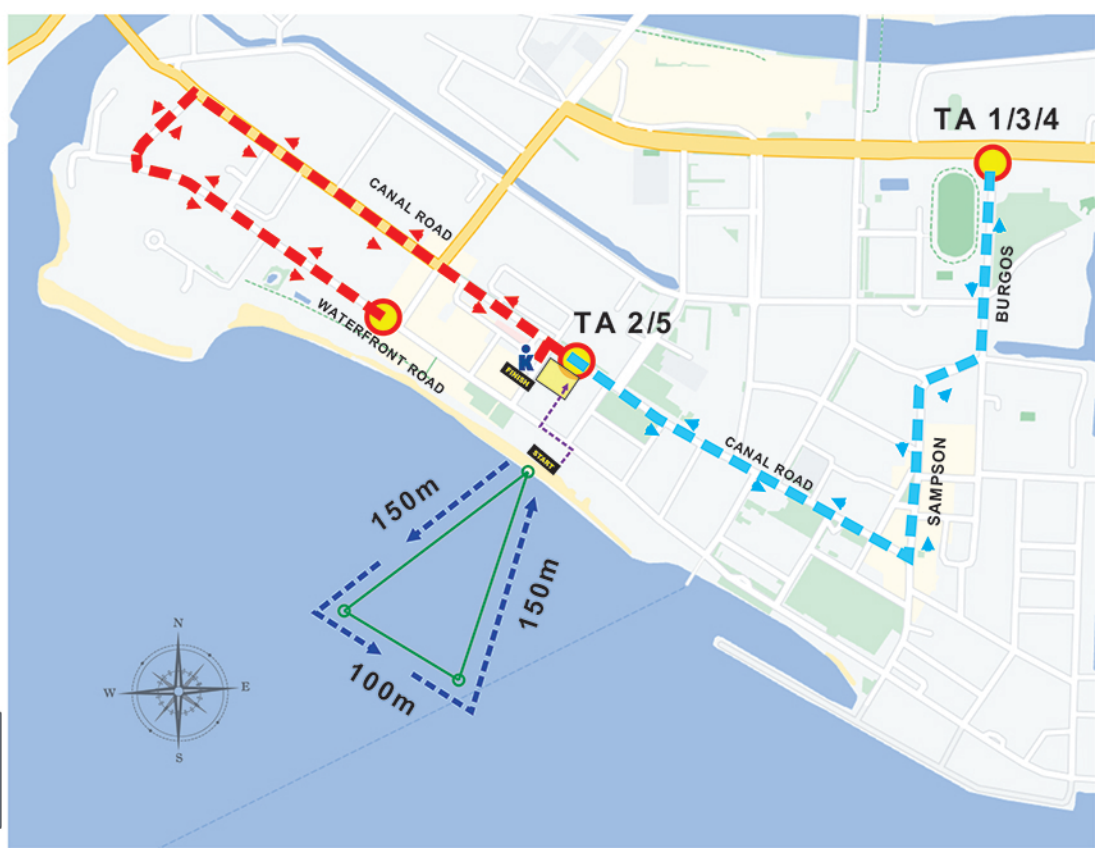 TA 1/3/4
CANAL ROAD
BURGOS
WATERFRONT ROAD
TA 2/5
K
FINISH
START
CANAL ROAD
SAMPSON
150m
150m
100m
N
W
E
S